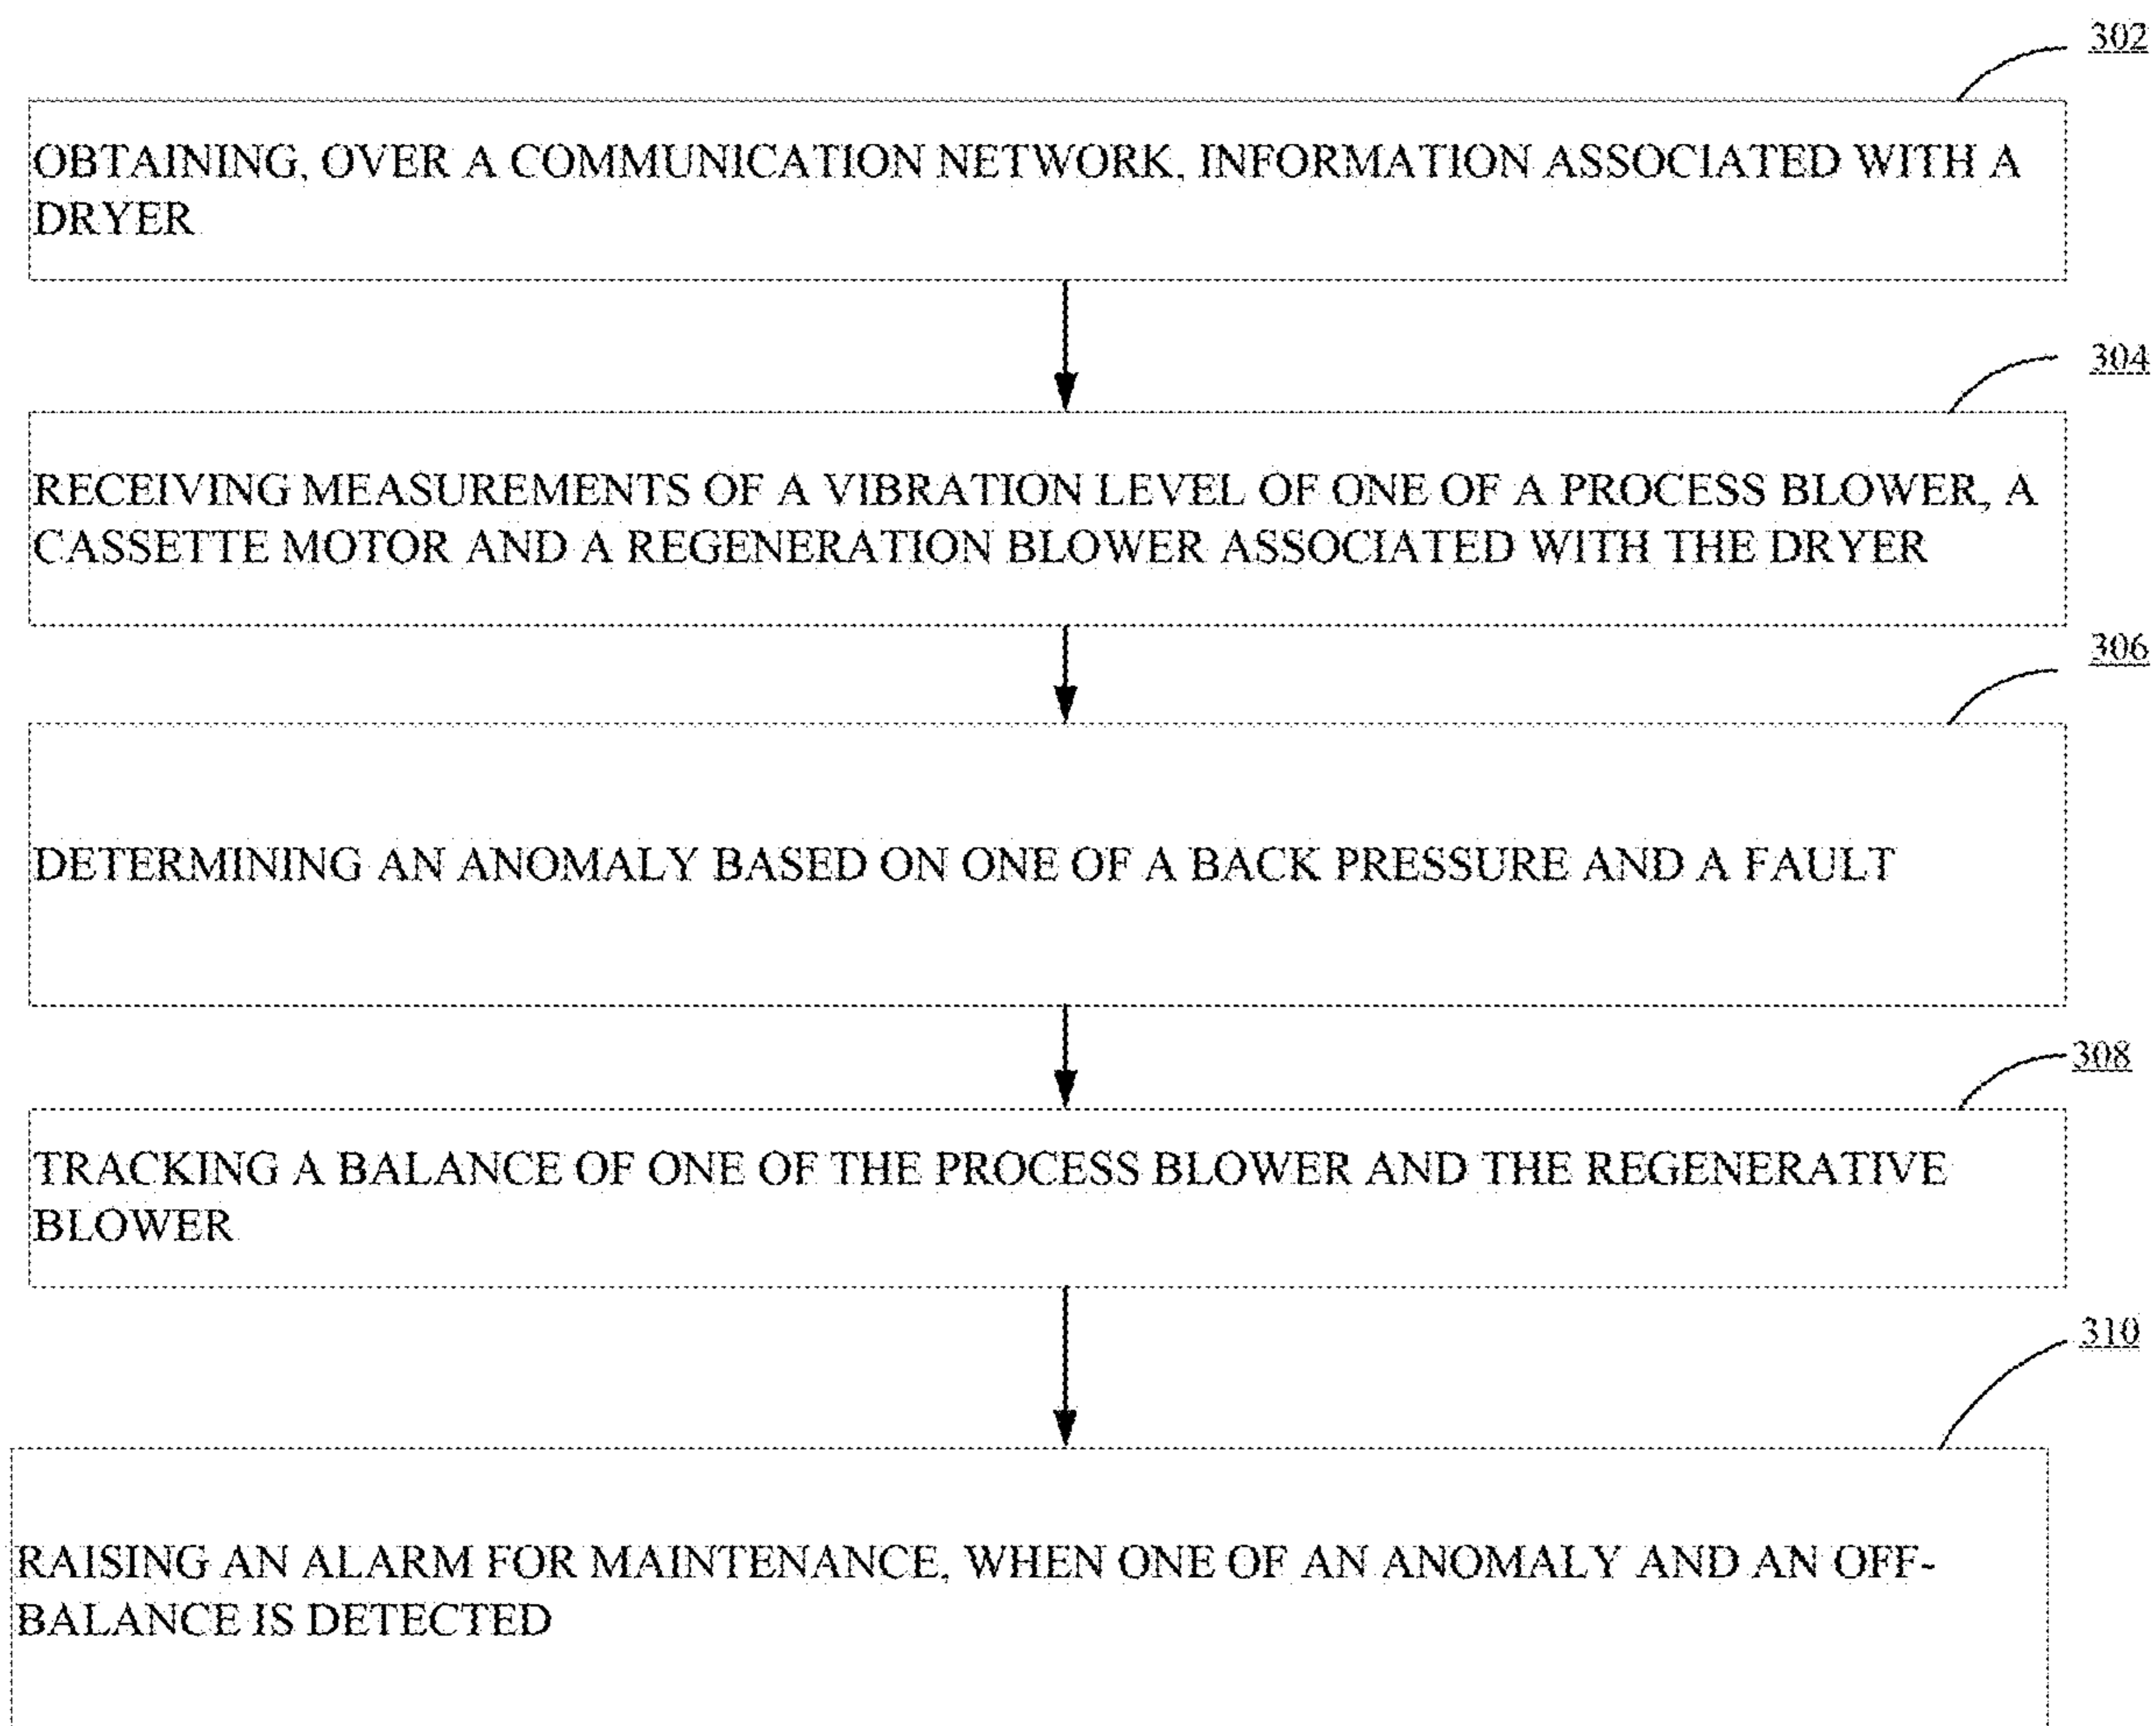 302
OBTAINING, OVER A COMMUNICATION NETWORK, INFORMATION ASSOCIATED WITH A
DRYER
304
RECEIVING MEASUREMENTS OF A VIBRATION LEVEL OF ONE OF A PROCESS BLOWER, A
CASSETTE MOTOR AND A REGENERATION BLOWER ASSOCIATED WITH THE DRYER
306
DETERMINING AN ANOMALY BASED ON ONE OF A BACK PRESSURE AND A FAULT
308
TRACKING A BALANCE OF ONE OF THE PROCESS BLOWER AND THE REGENERATIVE
BLOWER
310
RAISING AN ALARM FOR MAINTENANCE, WHEN ONE OF AN ANOMALY AND AN OFF-
BALANCE IS DETECTED